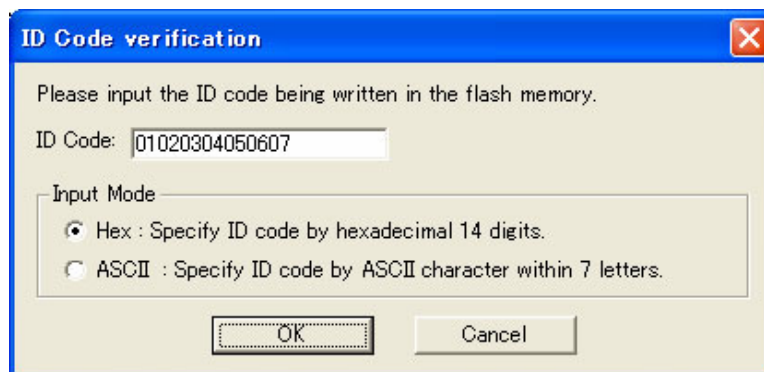 ID Code verification
Please input the ID code being written in the flash memory.
ID Code: 01020304050607
Input Mode
Hex : Specify ID code by hexadecimal 14 digits.
ASCII : Specify ID code by ASCII character within 7 letters.
OK Cancel